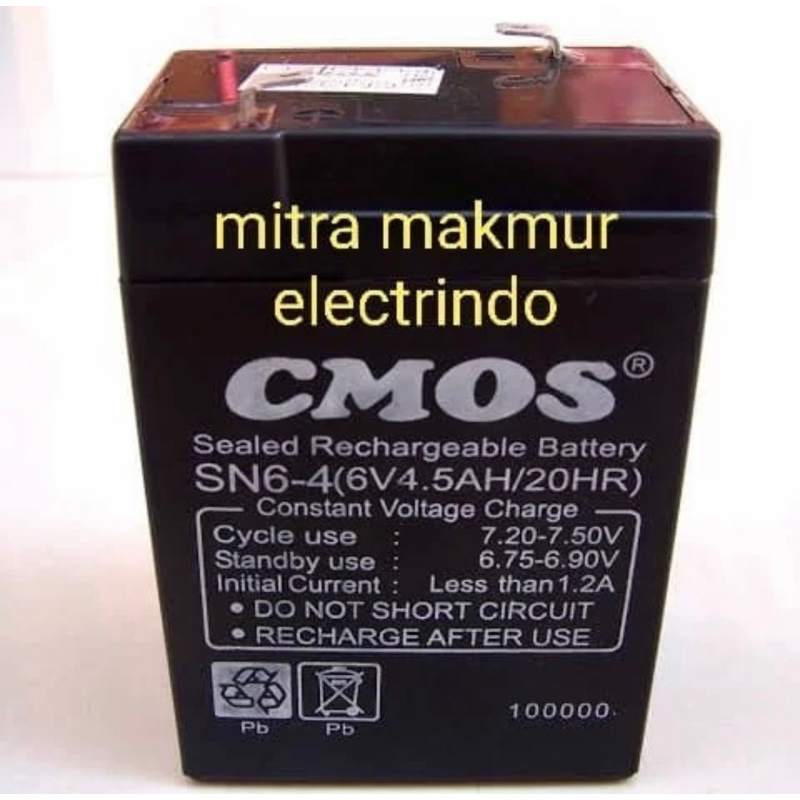 mitra makmur
electrindo
CMOS®
Sealed Rechargeable Battery
SN6-4(6V4.5AH/20HR)
Constant Voltage Charge
Cycle use : 7.20-7.50V
Standby use : 6.75-6.90V
Initial Current : Less than 1.2A
• DO NOT SHORT CIRCUIT
• RECHARGE AFTER USE
Pb Pb
100000.